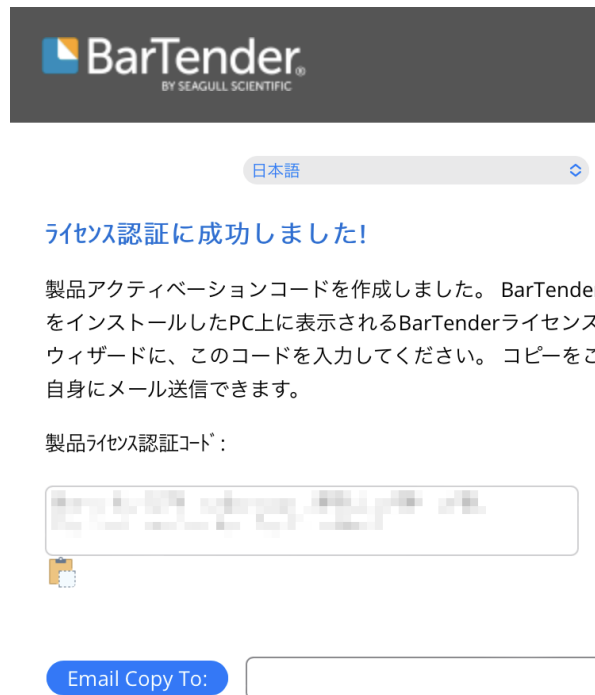 BarTender®
BY SEAGULL SCIENTIFIC
日本語
ﾗｲｾﾝｽ認証に成功しました!
製品アクティベーションコードを作成しました。 BarTender
をインストールしたPC上に表示されるBarTenderライセンス
ウィザードに、このコードを入力してください。 コピーをご
自身にメール送信できます。
製品ﾗｲｾﾝｽ認証ｺｰﾄﾞ:
Email Copy To: